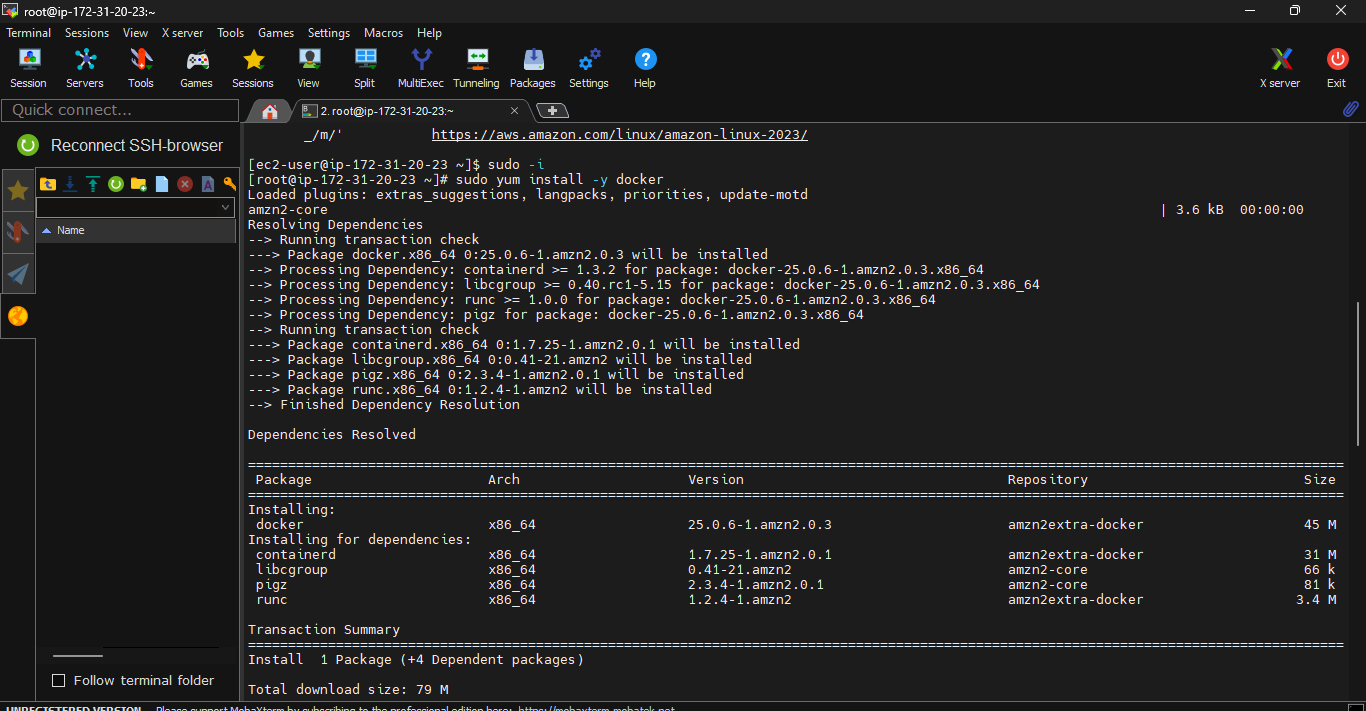 root@ip-172-31-20-23:~
Terminal Sessions View X server Tools Games Settings Macros Help
Session Servers Tools Games Sessions View Split MultiExec Tunneling Packages Settings Help X server Exit
Quick connect...
2. root@ip-172-31-20-23:~
Reconnect SSH-browser
Name
Follow terminal folder
_/m/' https://aws.amazon.com/linux/amazon-linux-2023/
[ec2-user@ip-172-31-20-23 ~]$ sudo -i
[root@ip-172-31-20-23 ~]# sudo yum install -y docker
Loaded plugins: extras_suggestions, langpacks, priorities, update-motd
amzn2-core | 3.6 kB 00:00:00
Resolving Dependencies
--> Running transaction check
---> Package docker.x86_64 0:25.0.6-1.amzn2.0.3 will be installed
--> Processing Dependency: containerd >= 1.3.2 for package: docker-25.0.6-1.amzn2.0.3.x86_64
--> Processing Dependency: libcgroup >= 0.40.rc1-5.15 for package: docker-25.0.6-1.amzn2.0.3.x86_64
--> Processing Dependency: runc >= 1.0.0 for package: docker-25.0.6-1.amzn2.0.3.x86_64
--> Processing Dependency: pigz for package: docker-25.0.6-1.amzn2.0.3.x86_64
--> Running transaction check
---> Package containerd.x86_64 0:1.7.25-1.amzn2.0.1 will be installed
---> Package libcgroup.x86_64 0:0.41-21.amzn2 will be installed
---> Package pigz.x86_64 0:2.3.4-1.amzn2.0.1 will be installed
---> Package runc.x86_64 0:1.2.4-1.amzn2 will be installed
--> Finished Dependency Resolution
Dependencies Resolved
Package Arch Version Repository Size
Installing:
docker x86_64 25.0.6-1.amzn2.0.3 amzn2extra-docker 45 M
Installing for dependencies:
containerd x86_64 1.7.25-1.amzn2.0.1 amzn2extra-docker 31 M
libcgroup x86_64 0.41-21.amzn2 amzn2-core 66 k
pigz x86_64 2.3.4-1.amzn2.0.1 amzn2-core 81 k
runc x86_64 1.2.4-1.amzn2 amzn2extra-docker 3.4 M
Transaction Summary
Install 1 Package (+4 Dependent packages)
Total download size: 79 M
UNREGISTERED VERSION - Please support MobaXterm by subscribing to the professional edition here: https://mobaxterm.mobatek.net